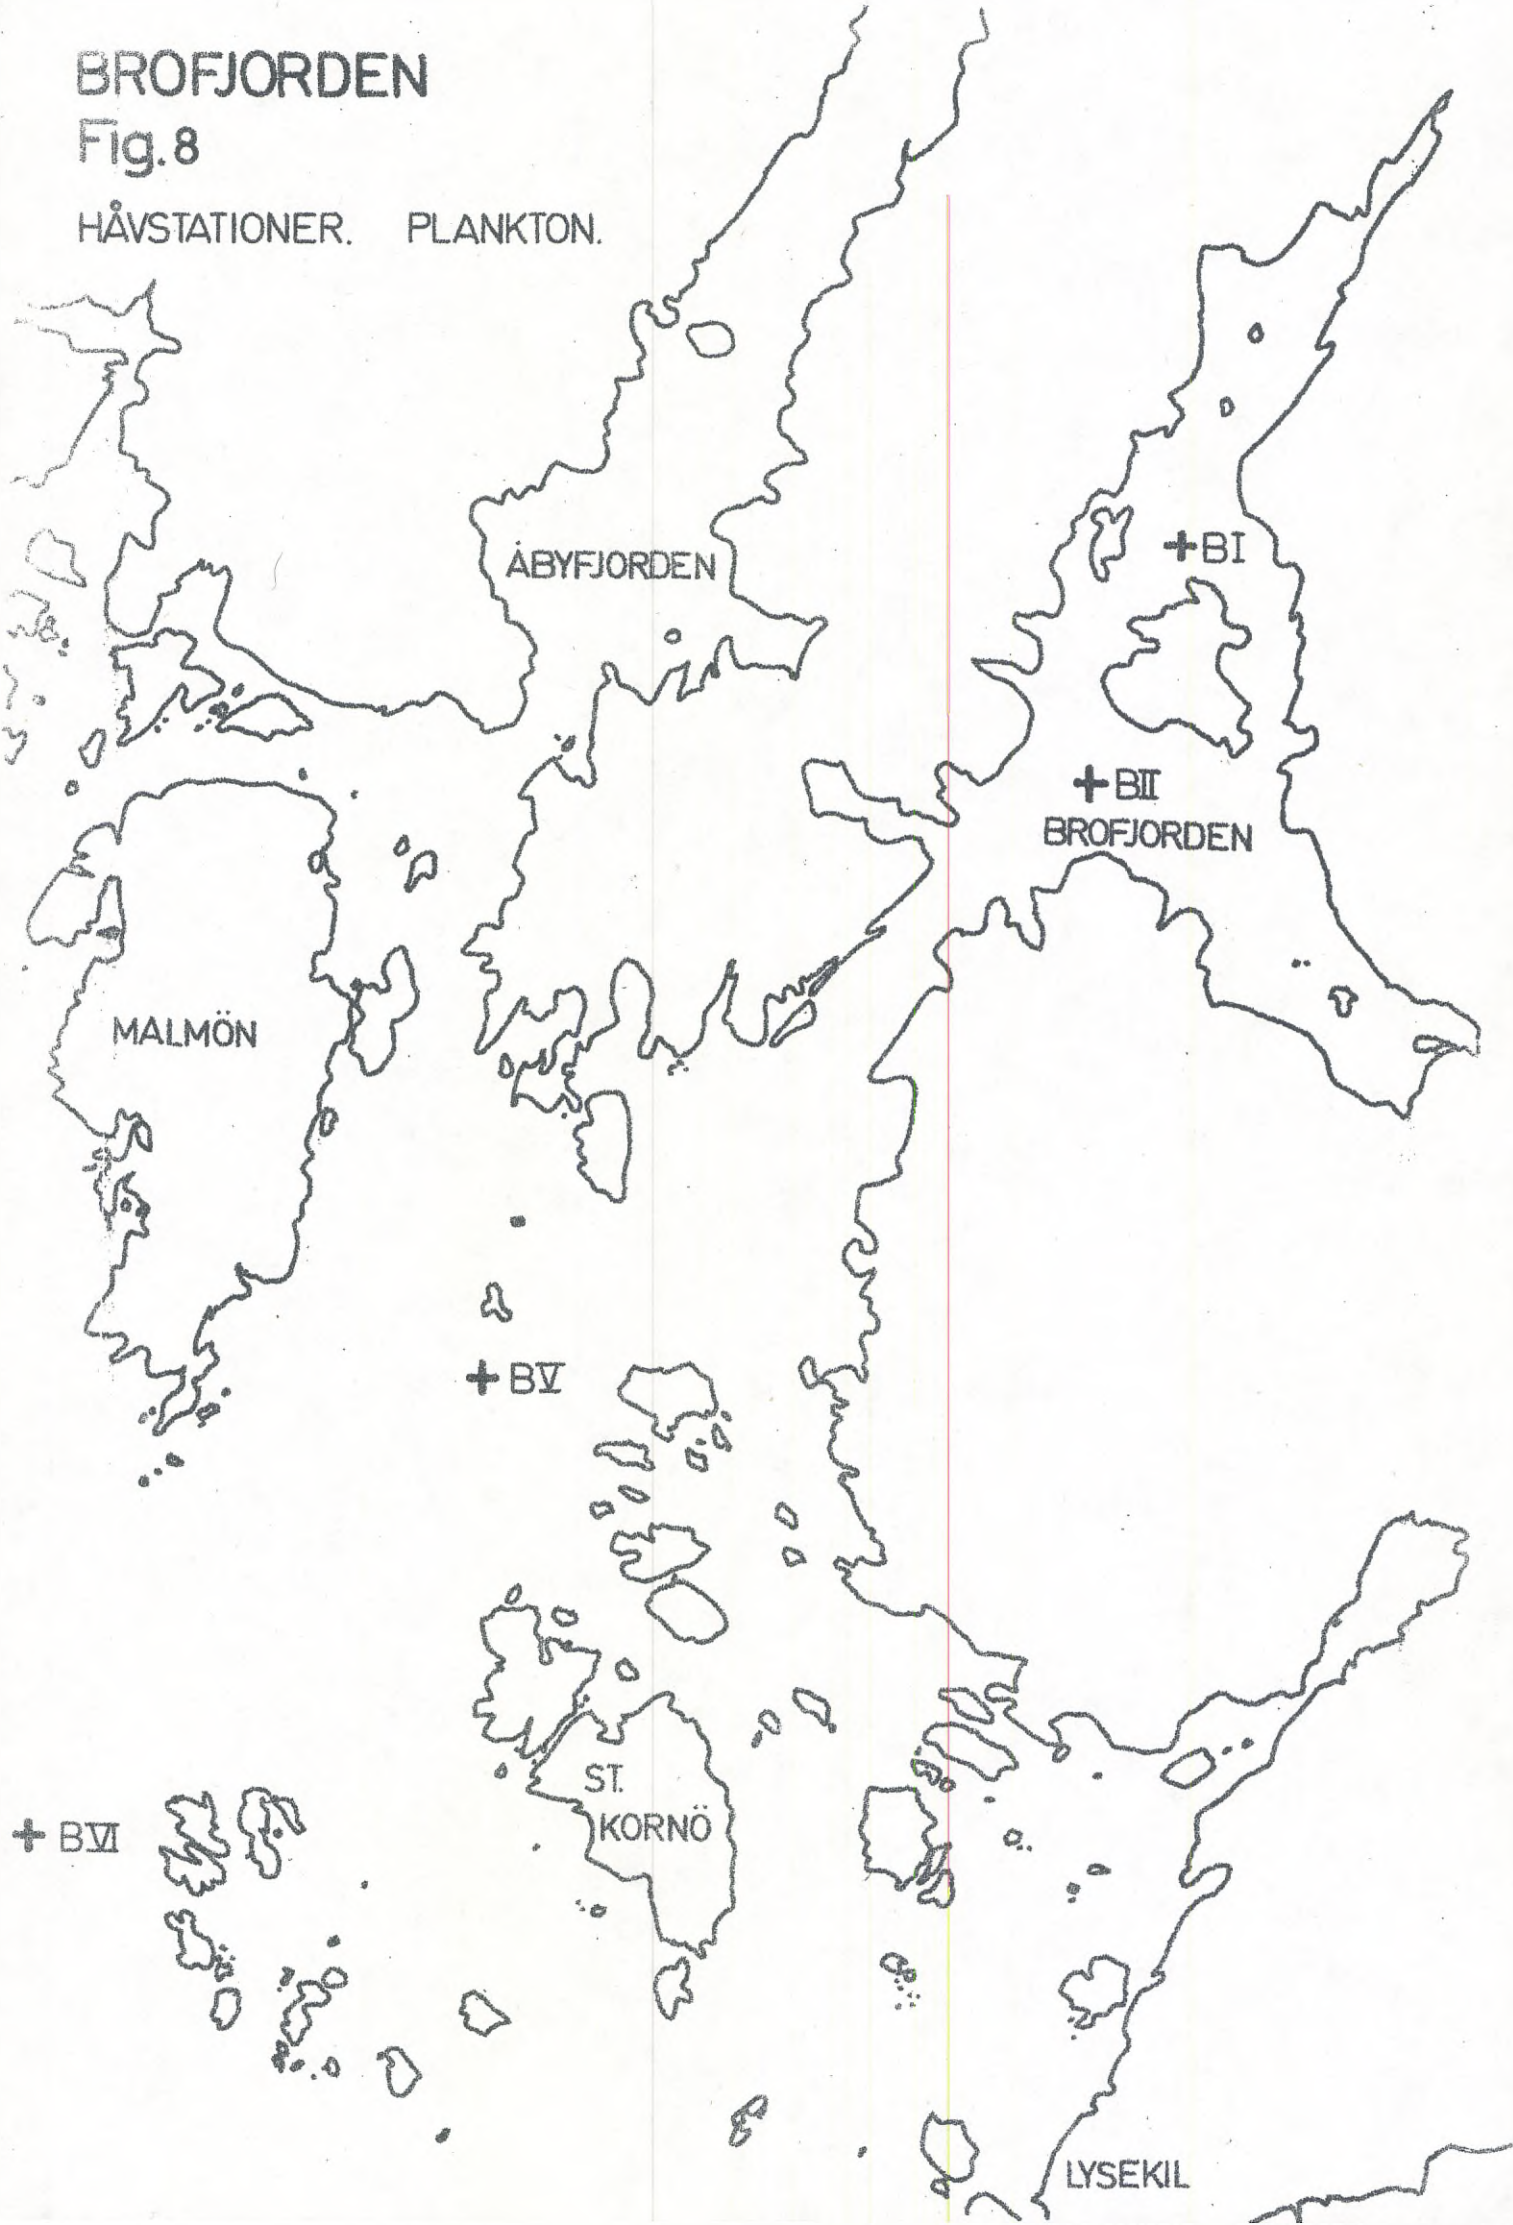 BROFJORDEN
Fig.8
HÅVSTATIONER. PLANKTON.
ÅBYFJORDEN
+BI
+BII
BROFJORDEN
MALMÖN
+BV
ST.
KORNÖ
+BVI
LYSEKIL